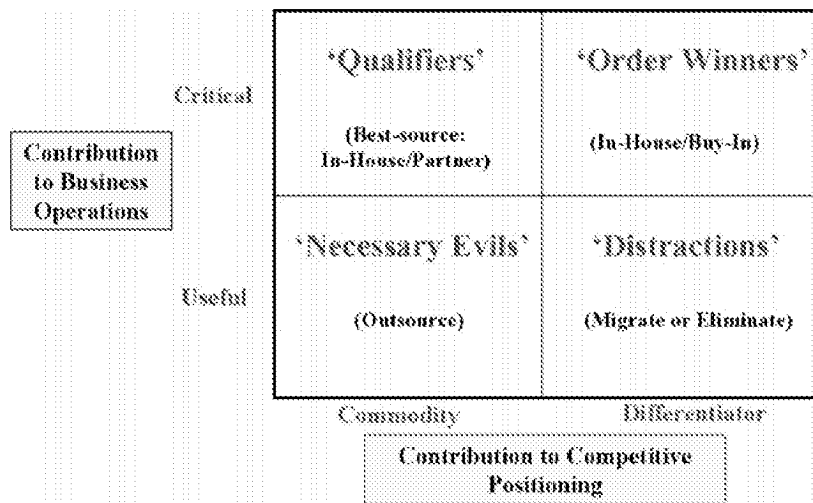 ‘Qualifiers’
‘Order Winners’
Critical
(Best-source:
In-House/Partner)
(In-House/Buy-In)
Contribution
to Business
Operations
‘Necessary Evils’
‘Distractions’
Useful
(Outsource)
(Migrate or Eliminate)
Commodity
Differentiator
Contribution to Competitive
Positioning